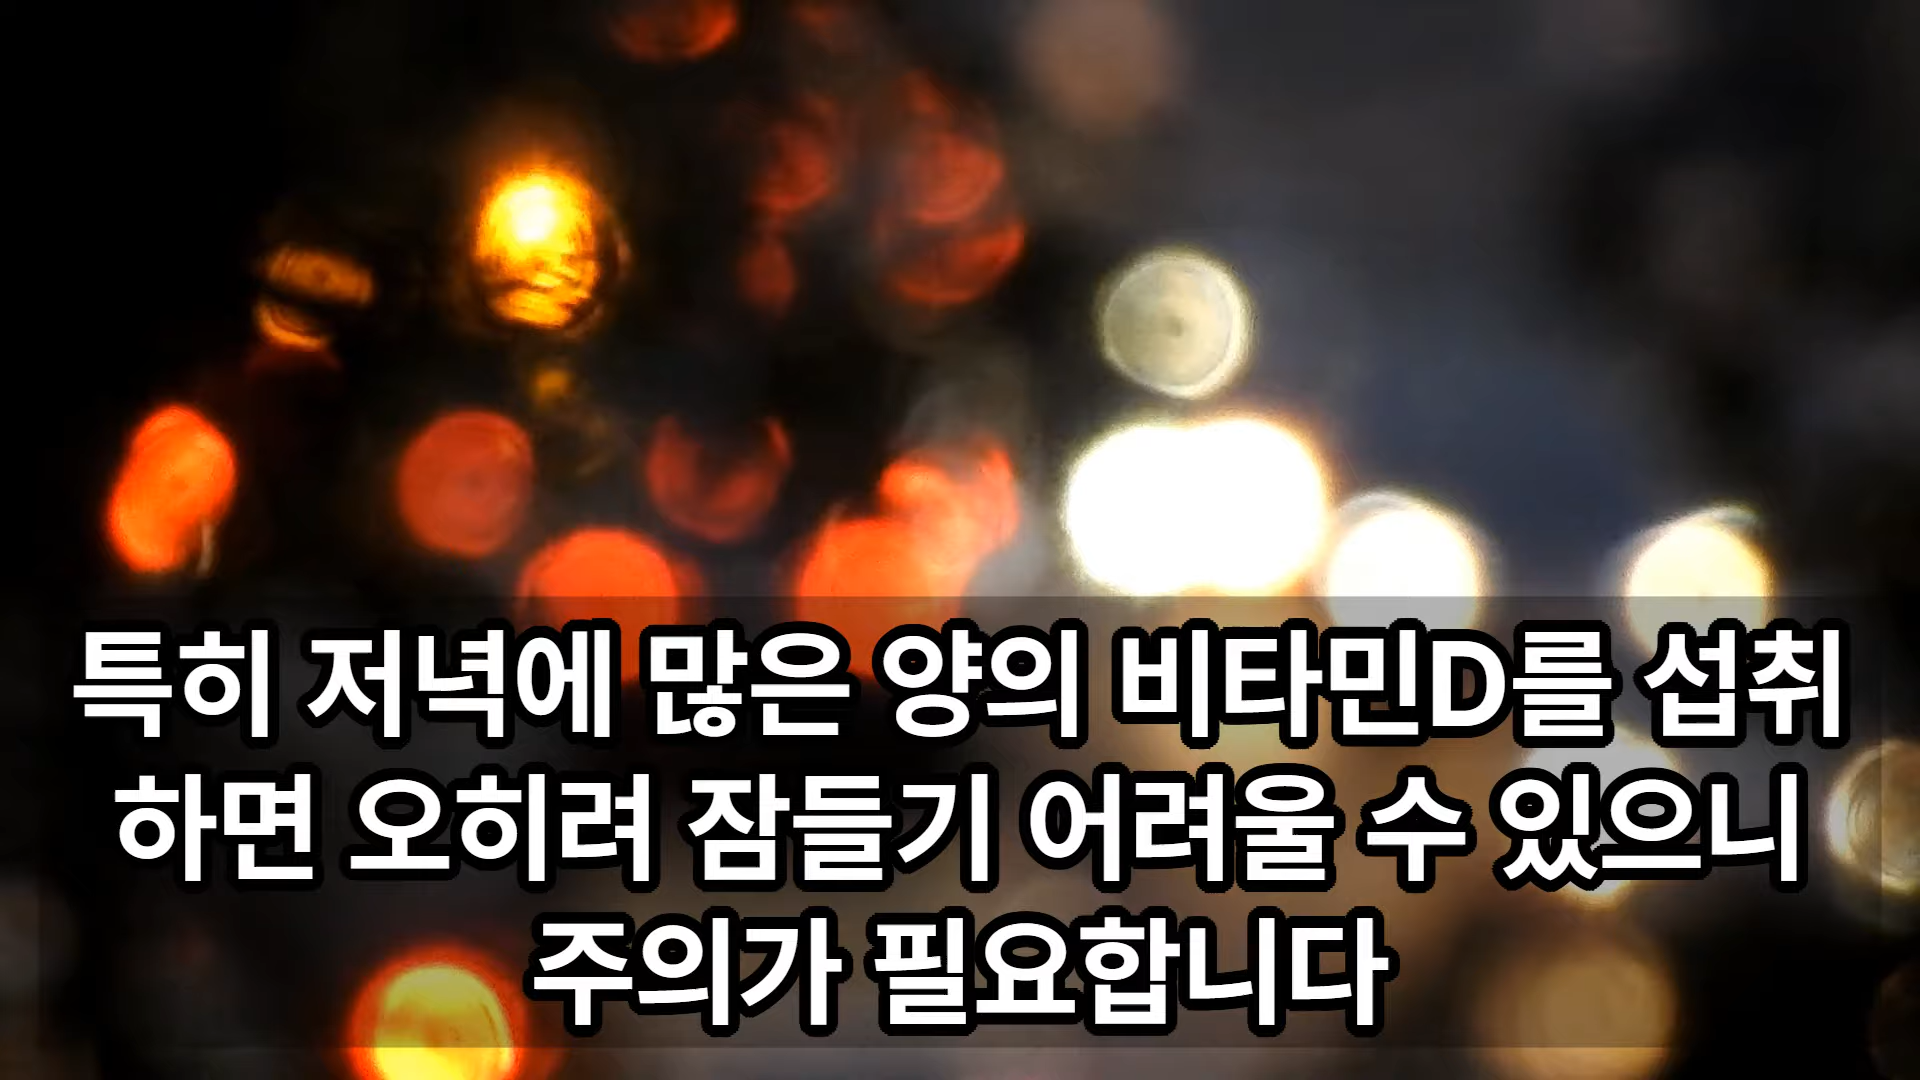 특히 저녁에 많은 양의 비타민D를 섭취
하면 오히려 잠들기 어려울 수 있으니
주의가 필요합니다